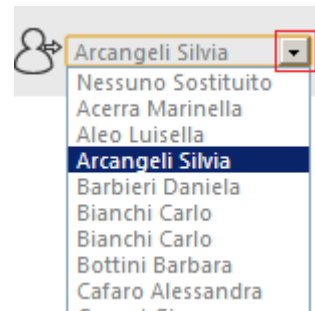 Arcangeli Silvia
Nessuno Sostituito
Acerra Marinella
Aleo Luisella
Arcangeli Silvia
Barbieri Daniela
Bianchi Carlo
Bianchi Carlo
Bottini Barbara
Cafaro Alessandra